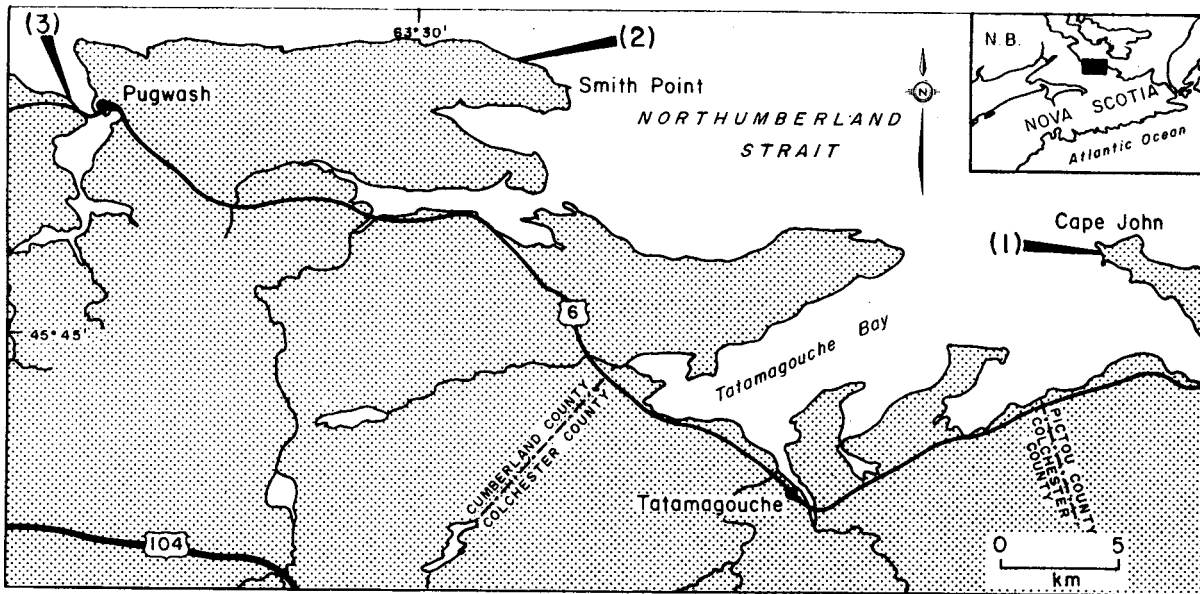 (3)
63°30'
(2)
N.B.
Pugwash
Smith Point
N
NORTHUMBERLAND
STRAIT
NOVA SCOTIA
Atlantic Ocean
Cape John
(1)
6
45°45'
Tatamagouche Bay
CUMBERLAND COUNTY
COLCHESTER COUNTY
PICTOU COUNTY
COLCHESTER
COUNTY
Tatamagouche
104
0 5
km